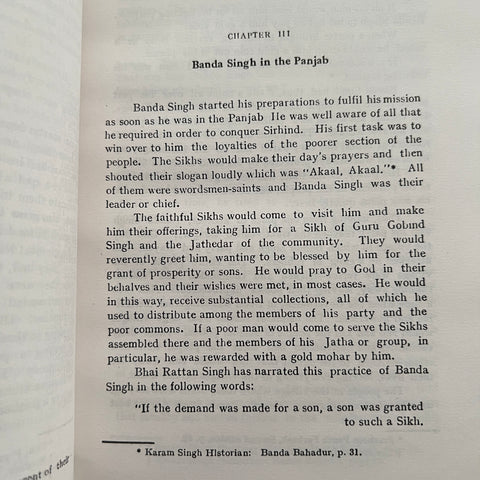 CHAPTER III
Banda Singh in the Panjab
Banda Singh started his preparations to fulfil his mission
as soon as he was in the Panjab He was well aware of all that
he required in order to conquer Sirhind. His first task was to
win over to him the loyalties of the poorer section of the
people. The Sikhs would make their day's prayers and then
shouted their slogan loudly which was "Akaal, Akaal."* All
of them were swordsmen-saints and Banda Singh was their
leader or chief.
The faithful Sikhs would come to visit him and make
him their offerings, taking him for a Sikh of Guru Gobind
Singh and the Jathedar of the community. They would
reverently greet him, wanting to be blessed by him for the
grant of prosperity or sons. He would pray to God in their
behalves and their wishes were met, in most cases. He would
in this way, receive substantial collections, all of which he
used to distribute among the members of his party and the
poor commons. If a poor man would come to serve the Sikhs
assembled there and the members of his Jatha or group, in
particular, he was rewarded with a gold mohar by him.
Bhai Rattan Singh has narrated this practice of Banda
Singh in the following words:
"If the demand was made for a son, a son was granted
to such a Sikh.
* Karam Singh Historian: Banda Bahadur, p. 31.
of their